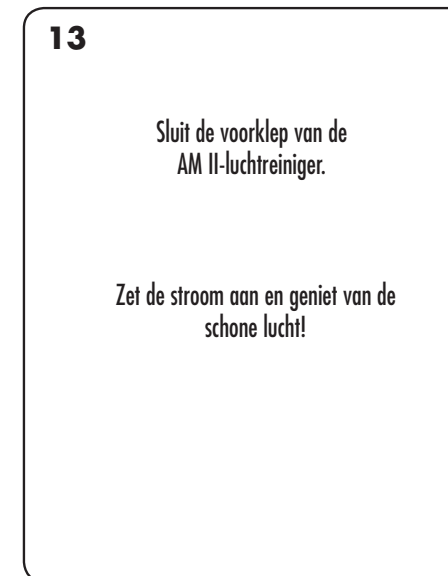 13
Sluit de voorklep van de
AM II-luchtreiniger.
Zet de stroom aan en geniet van de
schone lucht!